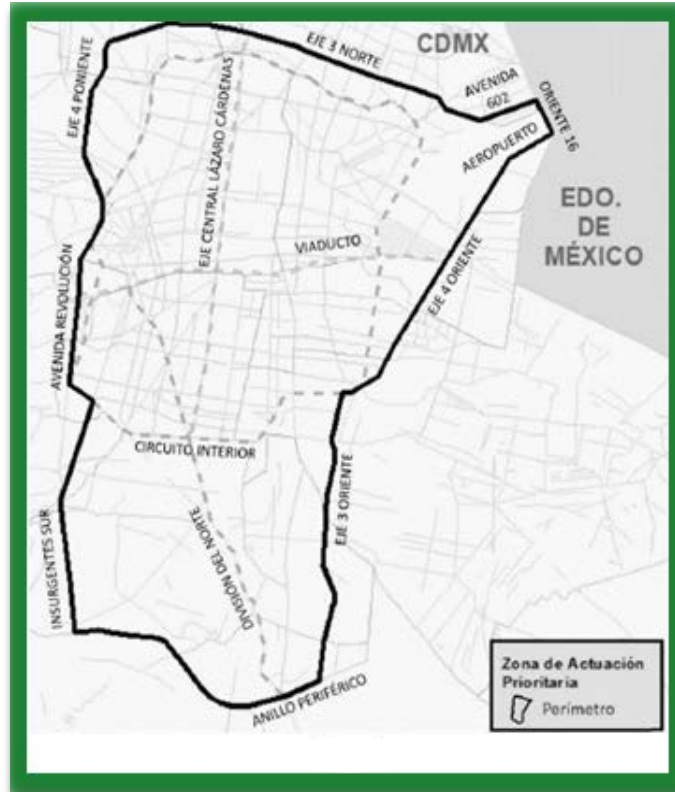 CDMX
EJE 3 NORTE
AVENIDA
602
ORIENTE 16
EJE 4 PONIENTE
EJE CENTRAL LÁZARO CÁRDENAS
AEROPUERTO
EDO.
DE
MÉXICO
VIADUCTO
EJE 4 ORIENTE
AVENIDA REVOLUCIÓN
CIRCUITO INTERIOR
EJE 3 ORIENTE
INSURGENTES SUR
DIVISIÓN DEL NORTE
ANILLO PERIFÉRICO
Zona de Actuación
Prioritaria
Perímetro